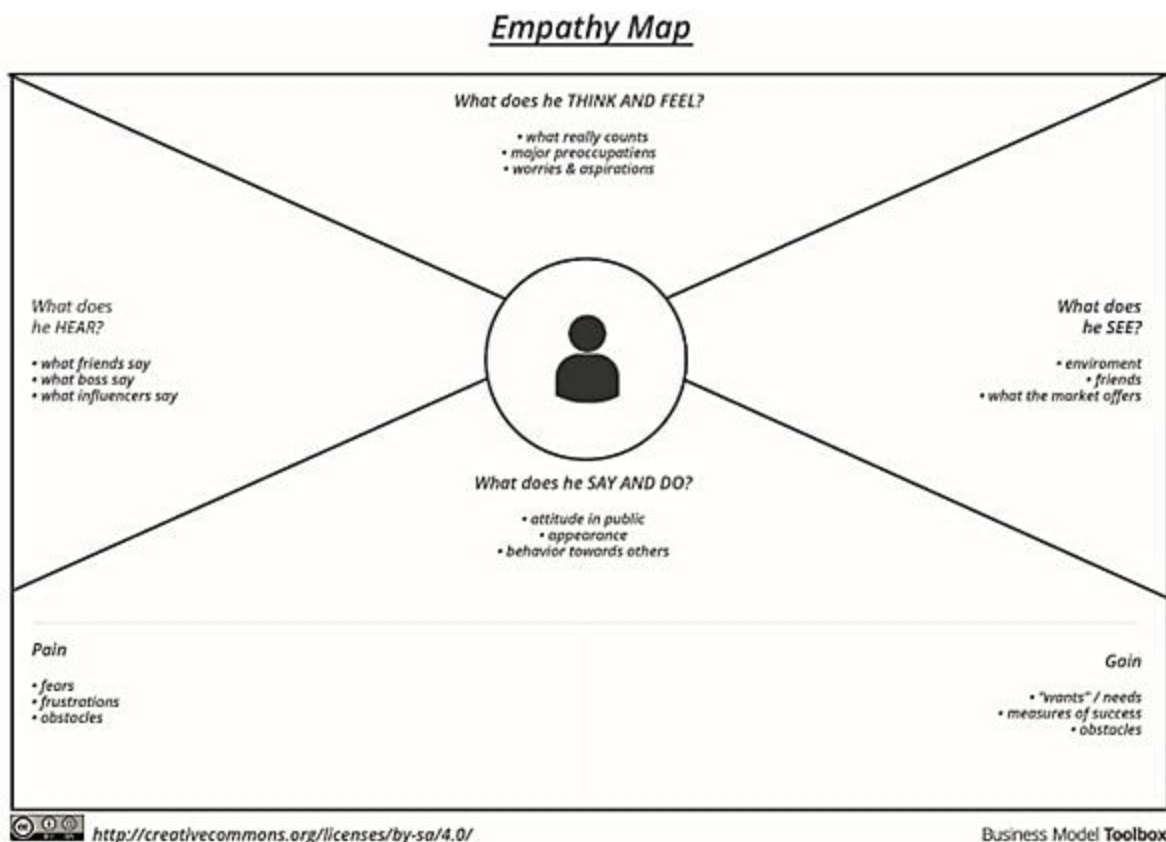 Empathy Map
What does he THINK AND FEEL?
• what really counts
• major preoccupatiens
• worries & aspirations
What does
he HEAR?
• what friends say
• what boss say
• what influencers say
What does
he SEE?
• enviroment
• friends
• what the market offers
What does he SAY AND DO?
• attitude in public
• appearance
• behavior towards others
Pain
• fears
• frustrations
• obstacles
Gain
• "wants" / needs
• measures of success
• obstacles
cc BY SA
http://creativecommons.org/licenses/by-sa/4.0/
Business Model Toolbox